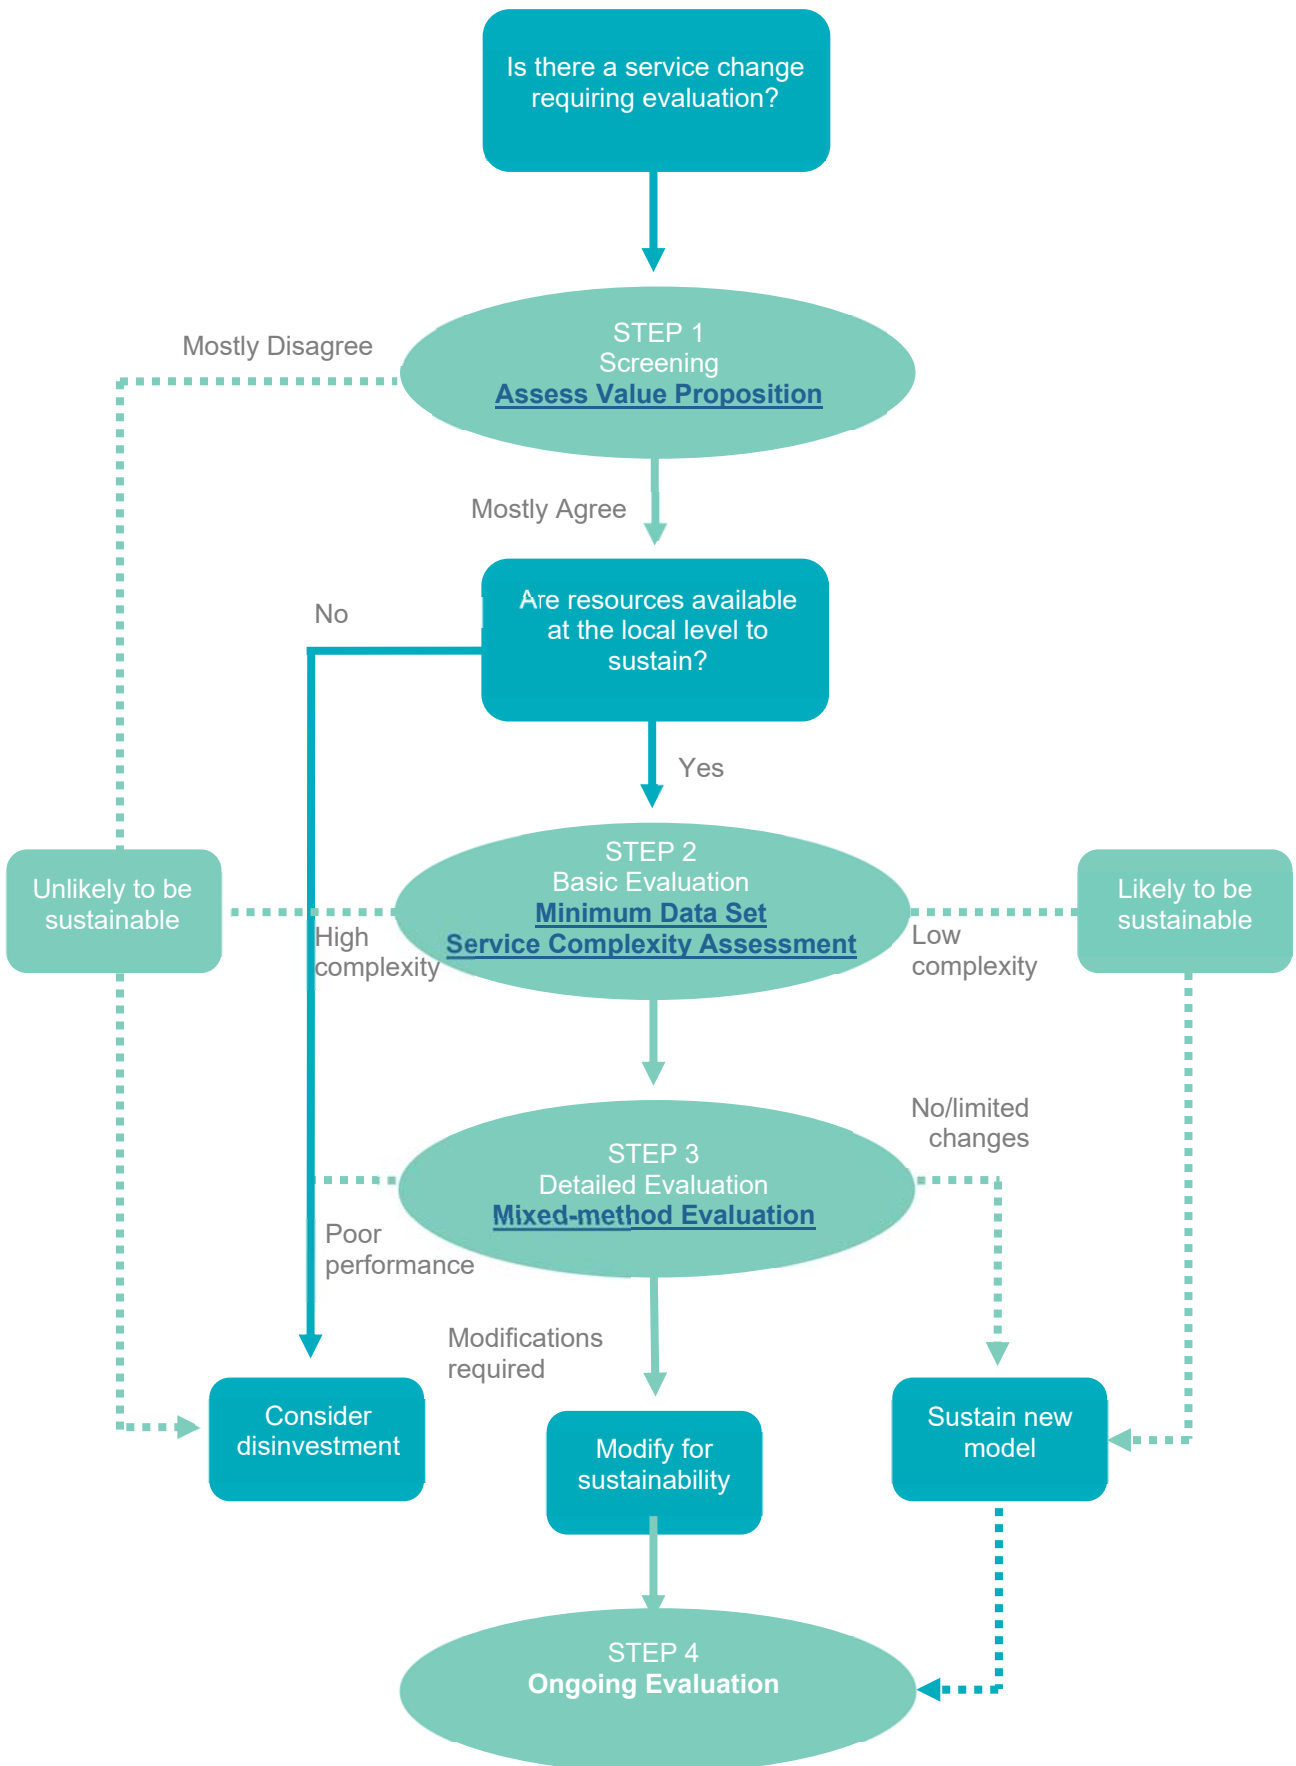 Is there a service change
requiring evaluation?
Mostly Disagree
STEP 1
Screening
Assess Value Proposition
Mostly Agree
No
Are resources available
at the local level to
sustain?
Yes
Unlikely to be
sustainable
High
complexity
STEP 2
Basic Evaluation
Minimum Data Set
Service Complexity Assessment
Low
complexity
Likely to be
sustainable
No/limited
changes
STEP 3
Detailed Evaluation
Mixed-method Evaluation
Poor
performance
Modifications
required
Consider
disinvestment
Modify for
sustainability
Sustain new
model
STEP 4
Ongoing Evaluation